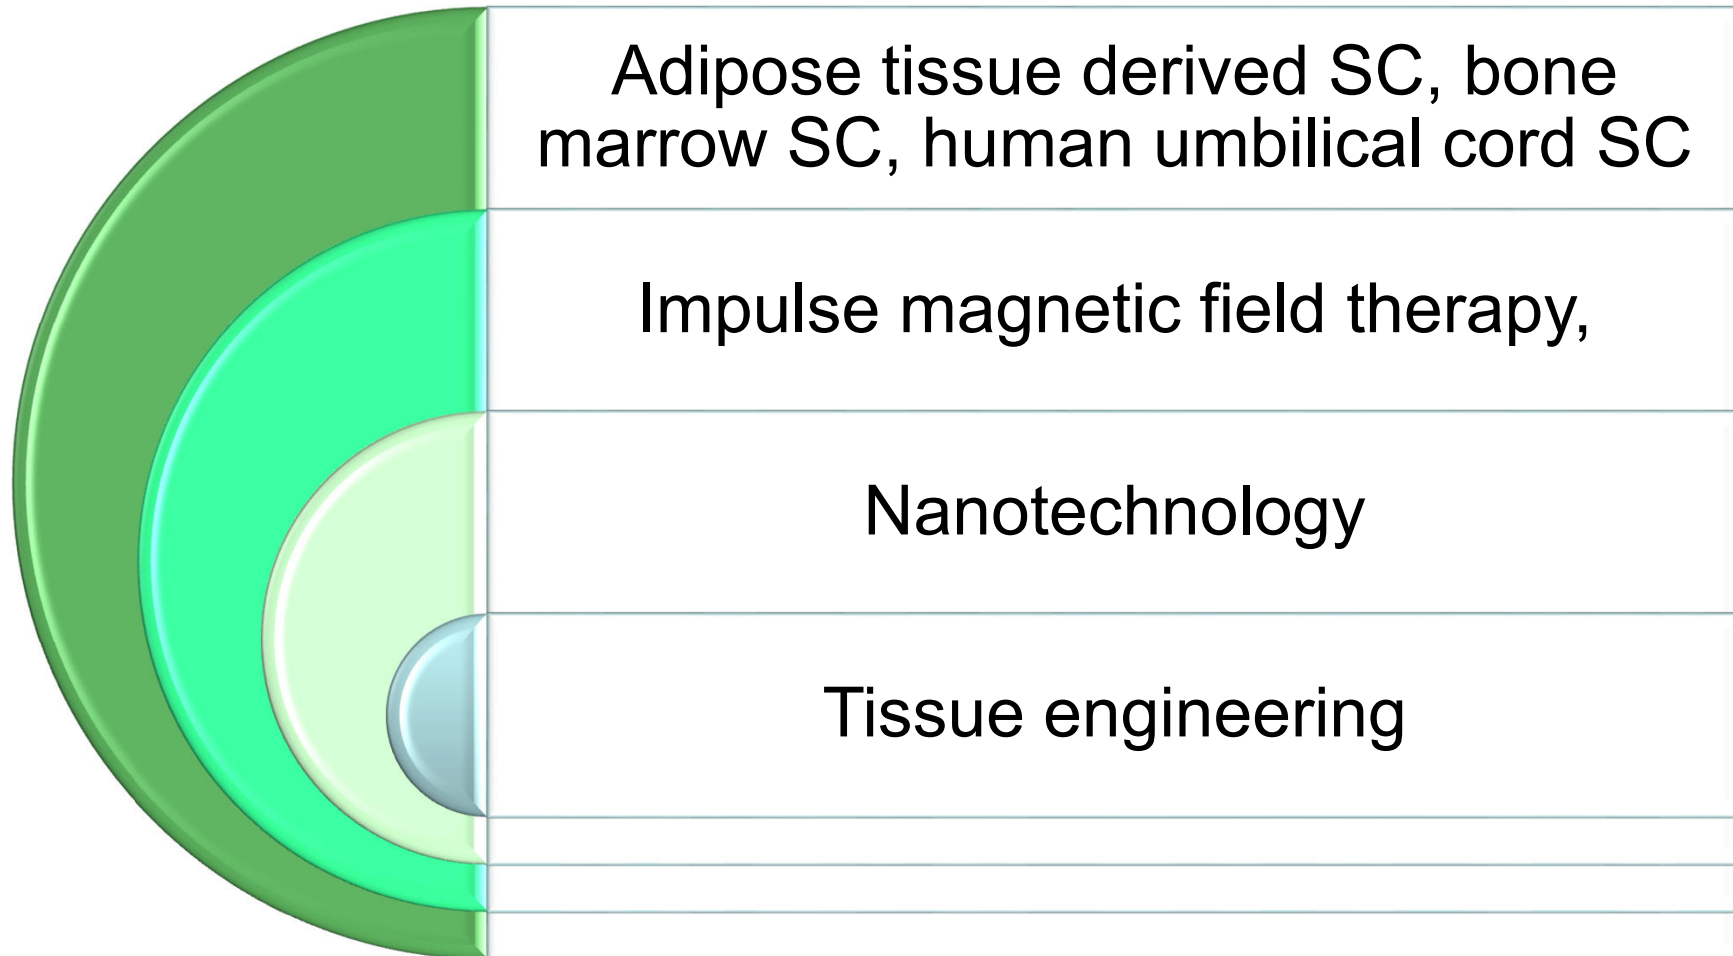 Adipose tissue derived SC, bone
marrow SC, human umbilical cord SC
Impulse magnetic field therapy,
Nanotechnology
Tissue engineering